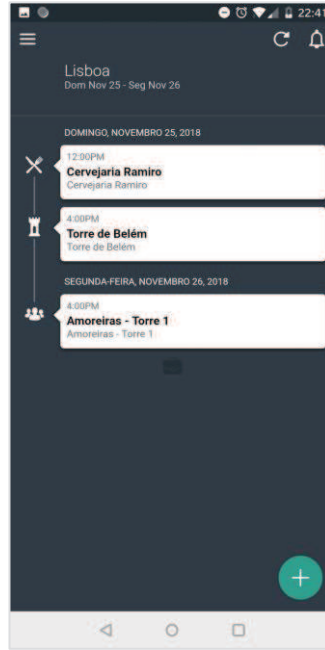 22:41
Lisboa
Dom Nov 25 - Seg Nov 26
DOMINGO, NOVEMBRO 25, 2018
12:00PM
Cervejaria Ramiro
Cervejaria Ramiro
4:00PM
Torre de Belém
Torre de Belém
SEGUNDA-FEIRA, NOVEMBRO 26, 2018
4:00PM
Amoreiras - Torre 1
Amoreiras - Torre 1